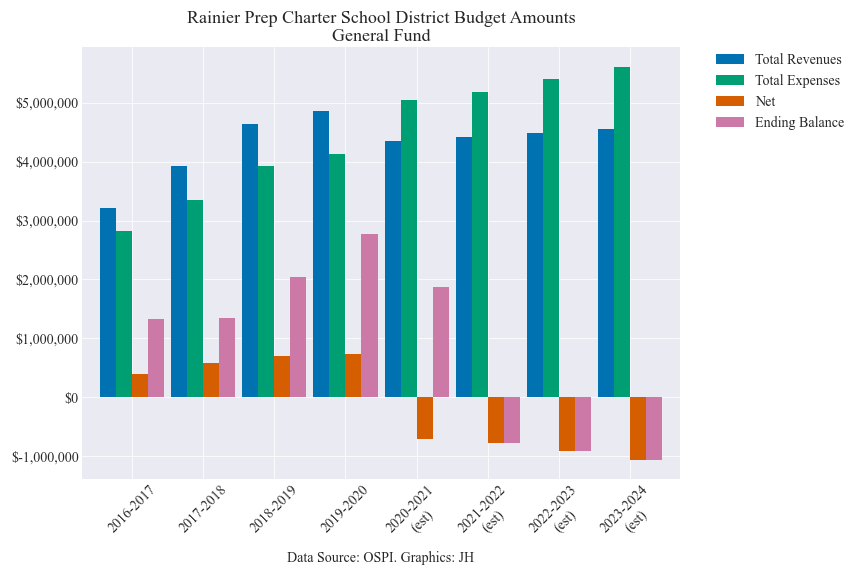 Rainier Prep Charter School District Budget Amounts
General Fund
Total Revenues
Total Expenses
Net
Ending Balance
$5,000,000
$4,000,000
$3,000,000
$2,000,000
$1,000,000
$0
$-1,000,000
2016-2017
2017-2018
2018-2019
2019-2020
2020-2021
(est)
2021-2022
(est)
2022-2023
(est)
2023-2024
(est)
Data Source: OSPI. Graphics: JH